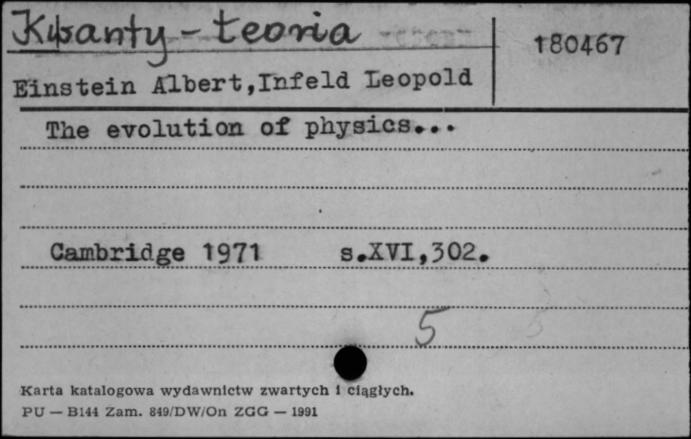 Kwanty - teoria
180467
Einstein Albert,Infeld Leopold
The evolution of physics...
Cambridge 1971 s.XVI,302.
5
Karta katalogowa wydawnictw zwartych i ciągłych.
PU — B144 Zam. 849/DW/On ZGG — 1991